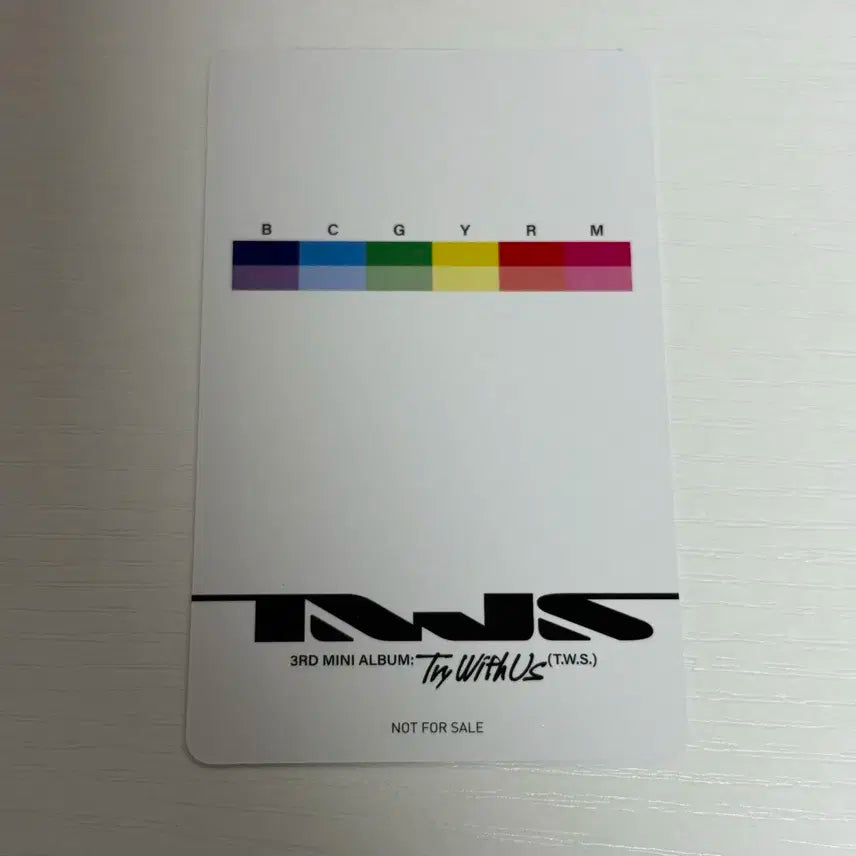 B C G Y R M
TWS
3RD MINI ALBUM: Try With Us (T.W.S.)
NOT FOR SALE